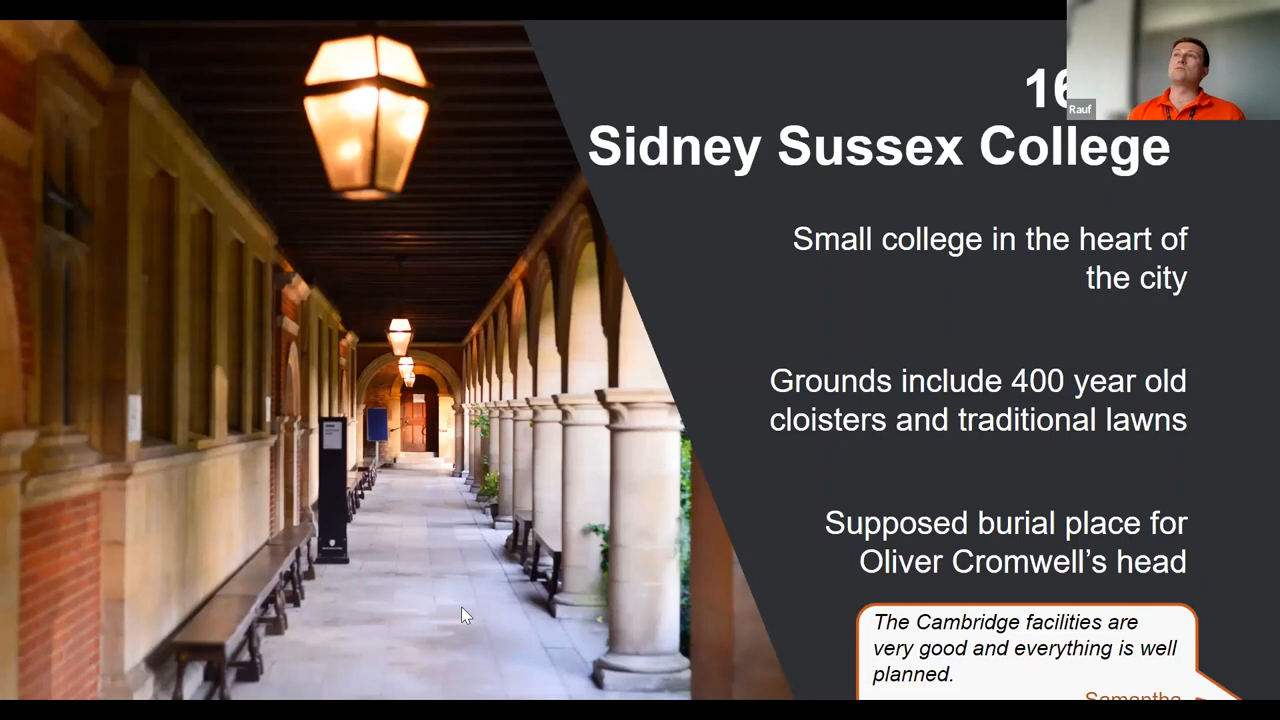 16
Rauf
Sidney Sussex College
Small college in the heart of
the city
Grounds include 400 year old
cloisters and traditional lawns
Supposed burial place for
Oliver Cromwell's head
The Cambridge facilities are
very good and everything is well
planned.
Samantha